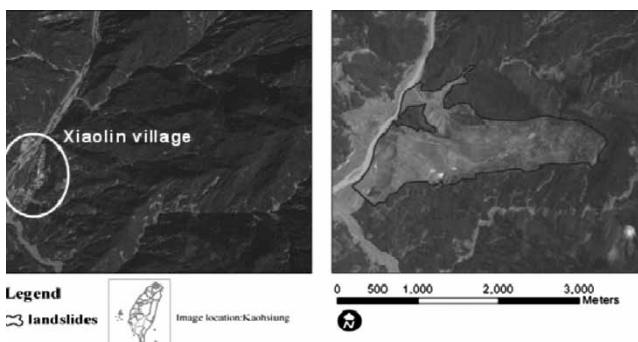 Xiaolin village
Legend
landslides
Image location:Kaohsiung
0 500 1,000 2,000 3,000
Meters
N